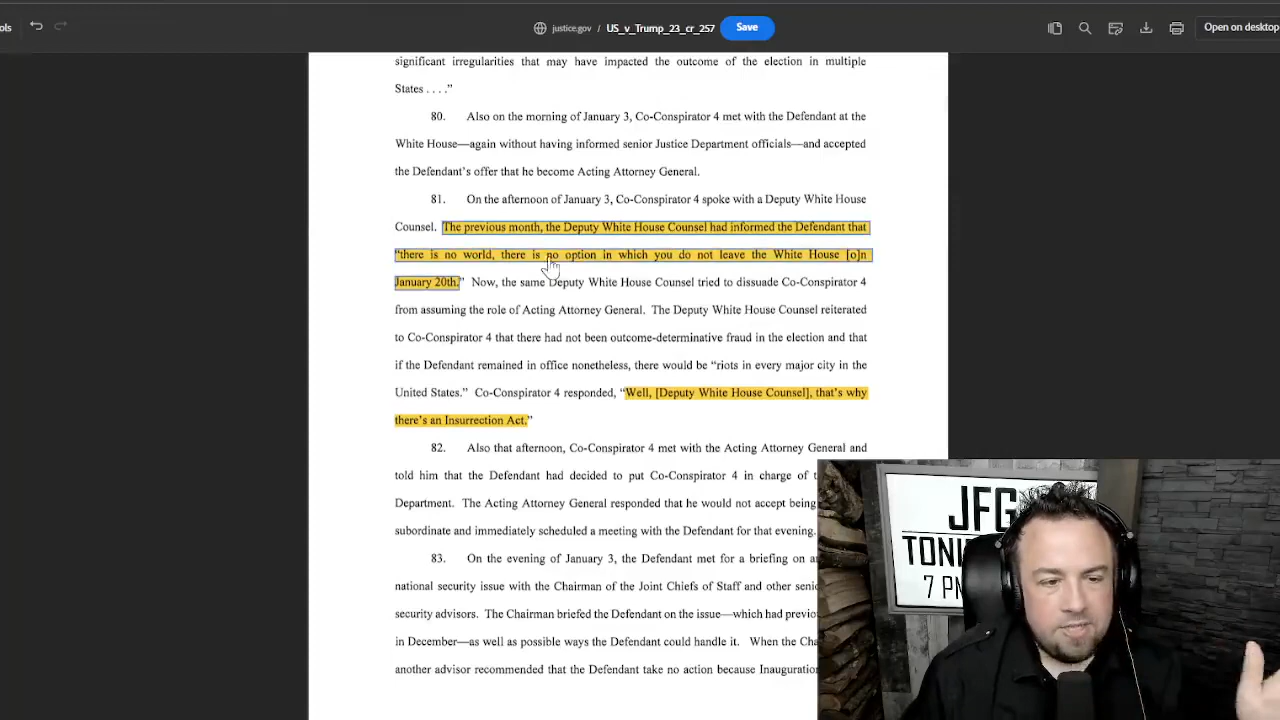 ols
justice.gov / US_v_Trump_23_cr_257
Save
Open on desktop
significant irregularities that may have impacted the outcome of the election in multiple
States . . . .”
80. Also on the morning of January 3, Co-Conspirator 4 met with the Defendant at the
White House—again without having informed senior Justice Department officials—and accepted
the Defendant’s offer that he become Acting Attorney General.
81. On the afternoon of January 3, Co-Conspirator 4 spoke with a Deputy White House
Counsel. The previous month, the Deputy White House Counsel had informed the Defendant that
“there is no world, there is no option in which you do not leave the White House [o]n
January 20th.” Now, the same Deputy White House Counsel tried to dissuade Co-Conspirator 4
from assuming the role of Acting Attorney General. The Deputy White House Counsel reiterated
to Co-Conspirator 4 that there had not been outcome-determinative fraud in the election and that
if the Defendant remained in office nonetheless, there would be “riots in every major city in the
United States.” Co-Conspirator 4 responded, “Well, [Deputy White House Counsel], that’s why
there’s an Insurrection Act.”
82. Also that afternoon, Co-Conspirator 4 met with the Acting Attorney General and
told him that the Defendant had decided to put Co-Conspirator 4 in charge of
Department. The Acting Attorney General responded that he would not accept being
subordinate and immediately scheduled a meeting with the Defendant for that evening.
83. On the evening of January 3, the Defendant met for a briefing on
national security issue with the Chairman of the Joint Chiefs of Staff and other
security advisors. The Chairman briefed the Defendant on the issue—which had
in December—as well as possible ways the Defendant could handle it. When the
another advisor recommended that the Defendant take no action because
JFG
7 PM